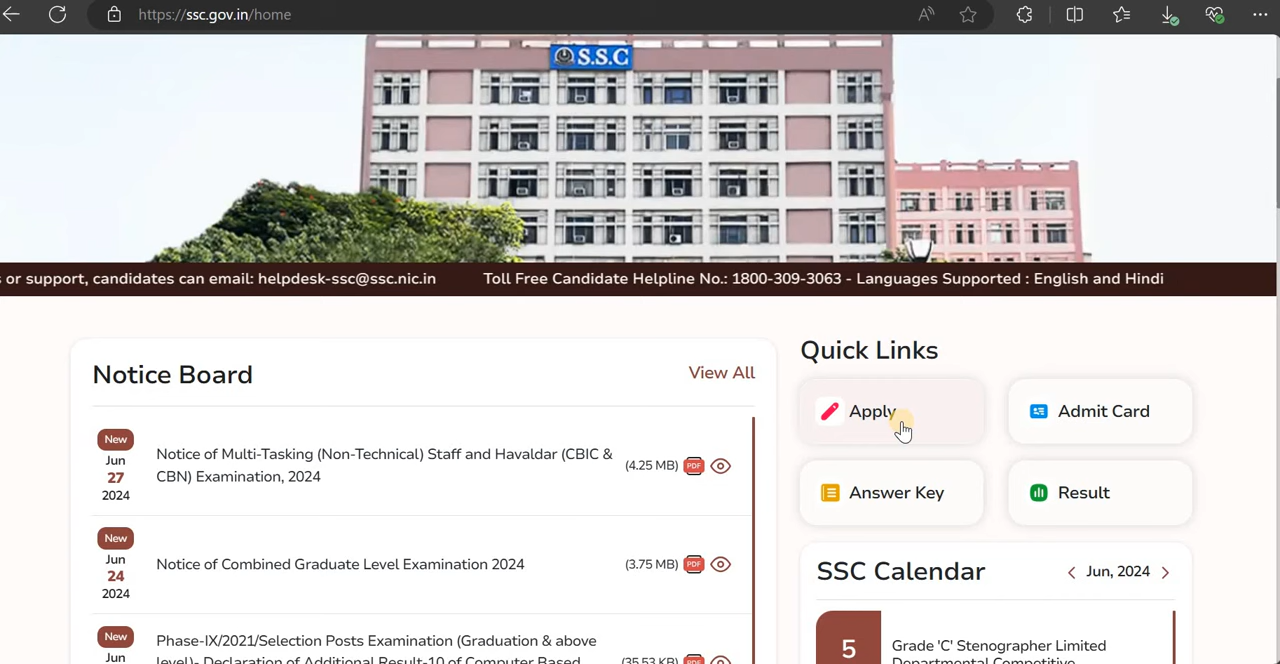 https://ssc.gov.in/home
S.S.C
s or support, candidates can email: helpdesk-ssc@ssc.nic.in Toll Free Candidate Helpline No.: 1800-309-3063 - Languages Supported : English and Hindi
Notice Board
View All
New
Jun
27
2024
Notice of Multi-Tasking (Non-Technical) Staff and Havaldar (CBIC &
CBN) Examination, 2024
(4.25 MB) PDF
New
Jun
24
2024
Notice of Combined Graduate Level Examination 2024
(3.75 MB) PDF
New
Jun
Phase-IX/2021/Selection Posts Examination (Graduation & above
level)- Declaration of Additional Result-10 of Computer Based
(35.53 KB) PDF
Quick Links
Apply
Admit Card
Answer Key
Result
SSC Calendar
Jun, 2024
5
Grade 'C' Stenographer Limited
Departmental Competitive